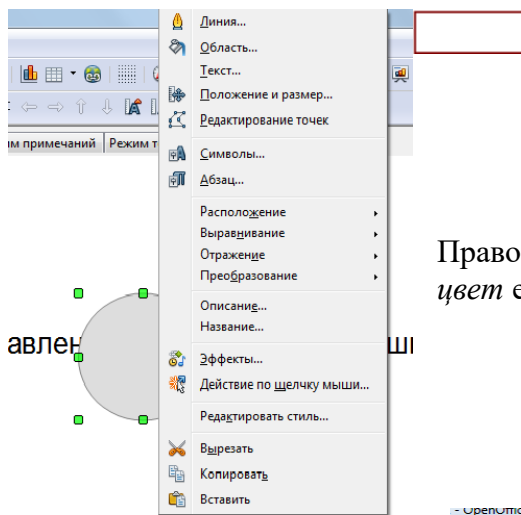 Линия...
Область...
Текст...
Положение и размер...
Редактирование точек
м примечаний Режим т
Символы...
Абзац...
Расположение
Выравнивание
Отражение
Преобразование
Право
цвет е
Описание...
Название...
авлен
ши
Эффекты...
Действие по щелчку мыши...
Редактировать стиль...
Вырезать
Копировать
Вставить
- OpenOffic